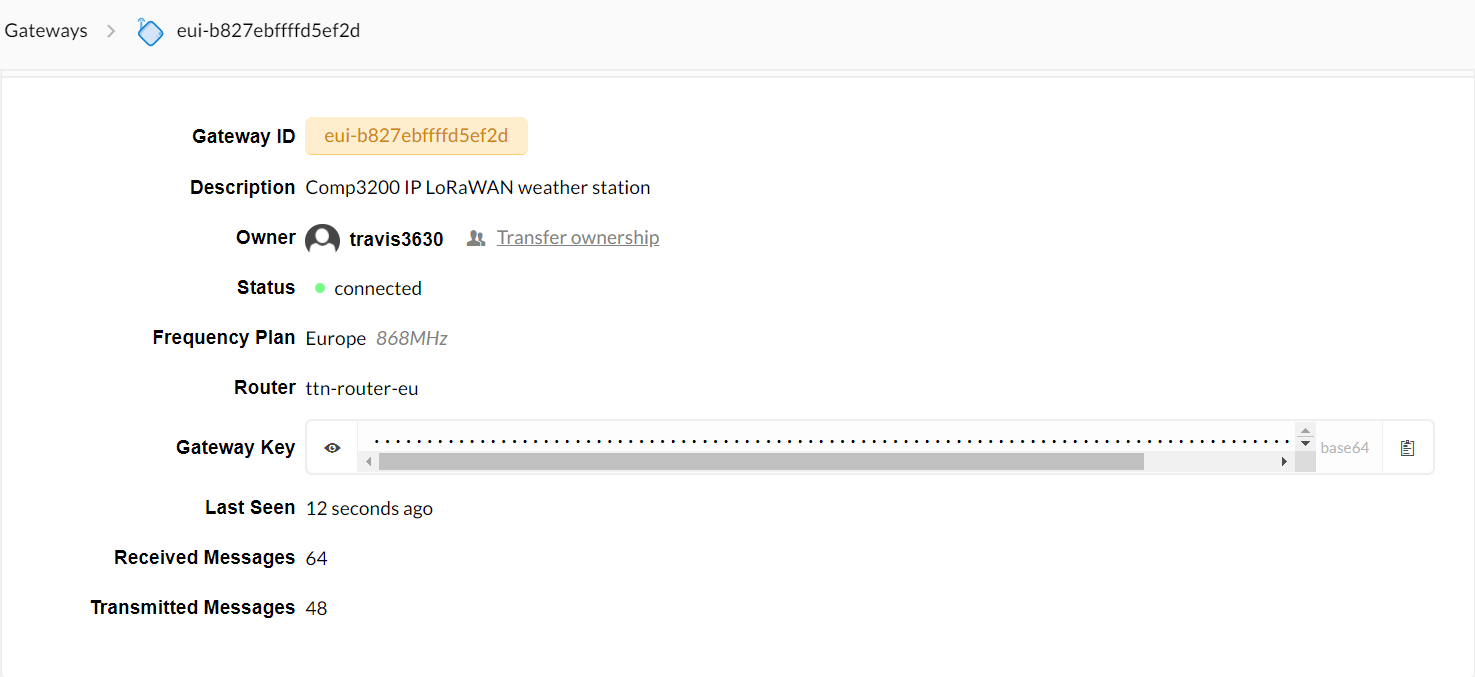 Gateways > eui-b827ebffffd5ef2d
Gateway ID eui-b827ebffffd5ef2d
Description Comp3200 IP LoRaWAN weather station
Owner travis3630 Transfer ownership
Status connected
Frequency Plan Europe 868MHz
Router ttn-router-eu
Gateway Key base64
Last Seen 12 seconds ago
Received Messages 64
Transmitted Messages 48